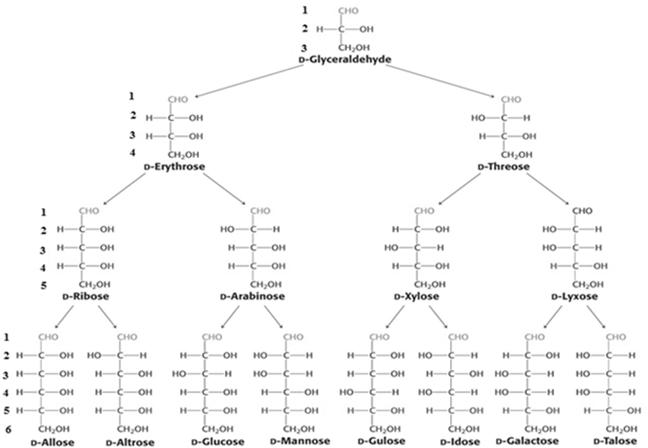 1 CHO
2 H—C—OH
3 CH₂OH
D-Glyceraldehyde
1 CHO CHO
2 H—C—OH HO—C—H
3 H—C—OH H—C—OH
4 CH₂OH CH₂OH
D-Erythrose D-Threose
1 CHO CHO CHO CHO
2 H—C—OH HO—C—H H—C—OH HO—C—H
3 H—C—OH H—C—OH HO—C—H HO—C—H
4 H—C—OH H—C—OH H—C—OH H—C—OH
5 CH₂OH CH₂OH CH₂OH CH₂OH
D-Ribose D-Arabinose D-Xylose D-Lyxose
1 CHO CHO CHO CHO CHO CHO CHO CHO
2 H—C—OH HO—C—H H—C—OH HO—C—H H—C—OH HO—C—H H—C—OH HO—C—H
3 H—C—OH H—C—OH HO—C—H HO—C—H H—C—OH H—C—OH HO—C—H HO—C—H
4 H—C—OH H—C—OH H—C—OH H—C—OH HO—C—H HO—C—H HO—C—H HO—C—H
5 H—C—OH H—C—OH H—C—OH H—C—OH H—C—OH H—C—OH H—C—OH H—C—OH
6 CH₂OH CH₂OH CH₂OH CH₂OH CH₂OH CH₂OH CH₂OH CH₂OH
D-Allose D-Altrose D-Glucose D-Mannose D-Gulose D-Idose D-Galactose D-Talose